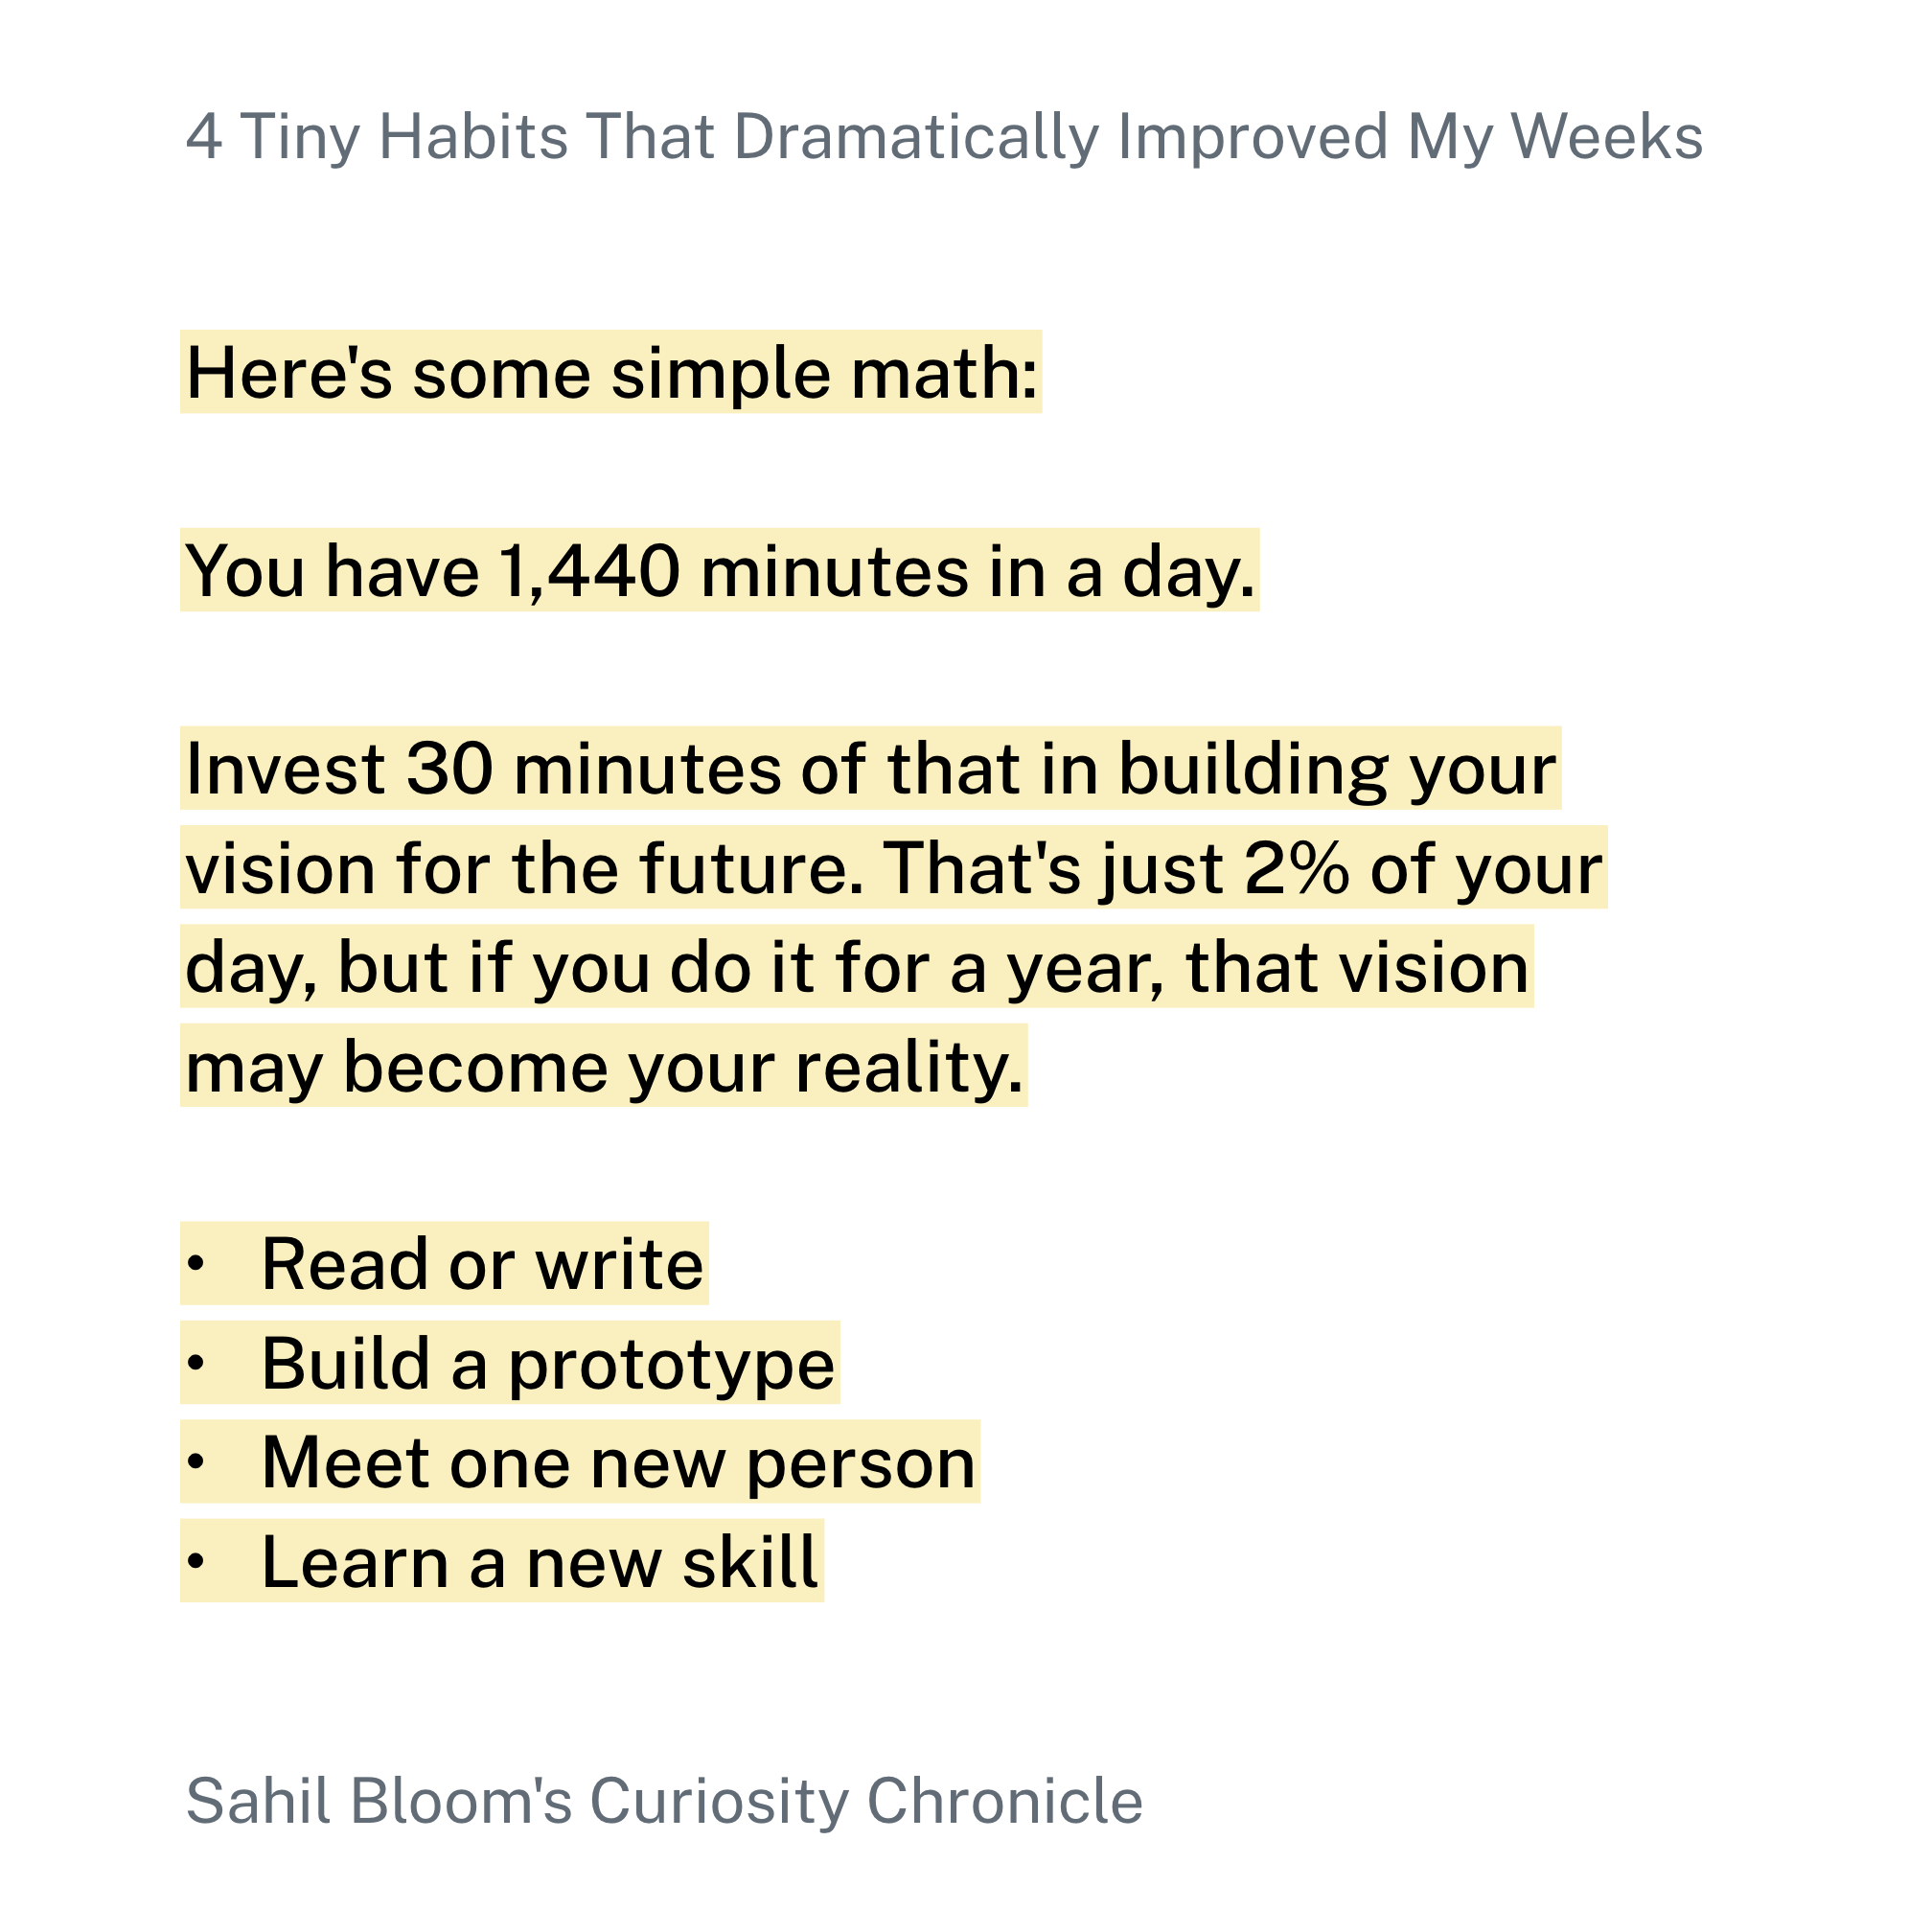 4 Tiny Habits That Dramatically Improved My Weeks
Here's some simple math:
You have 1,440 minutes in a day.
Invest 30 minutes of that in building your
vision for the future. That's just 2% of your
day, but if you do it for a year, that vision
may become your reality.
• Read or write
• Build a prototype
• Meet one new person
• Learn a new skill
Sahil Bloom's Curiosity Chronicle